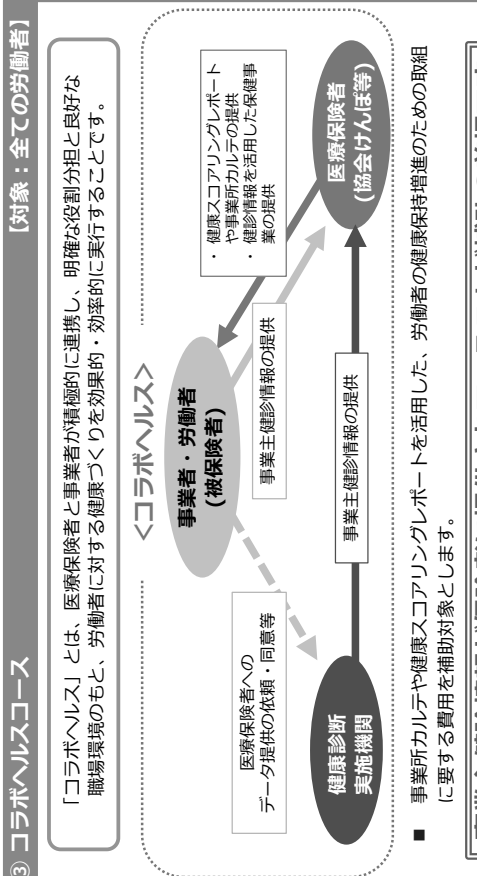 ③ コラボヘルスコース
【対象:全ての労働者】
「コラボヘルス」とは、医療保険者と事業者が積極的に連携し、明確な役割分担と良好な
職場環境のもと、労働者に対する健康づくりを効果的・効率的に実行することです。
<コラボヘルス>
事業者・労働者
(被保険者)
・ 健康スコアリングレポート
や事業所カルテの提供
・ 健診情報を活用した保健事
業の提供
医療保険者への
データ提供の依頼・同意等
事業主健診情報の提供
健康診断
実施機関
事業主健診情報の提供
医療保険者
(協会けんぽ等)
■ 事業所カルテや健康スコアリングレポートを活用した、労働者の健康保持増進のための取組
に要する費用を補助対象とします。